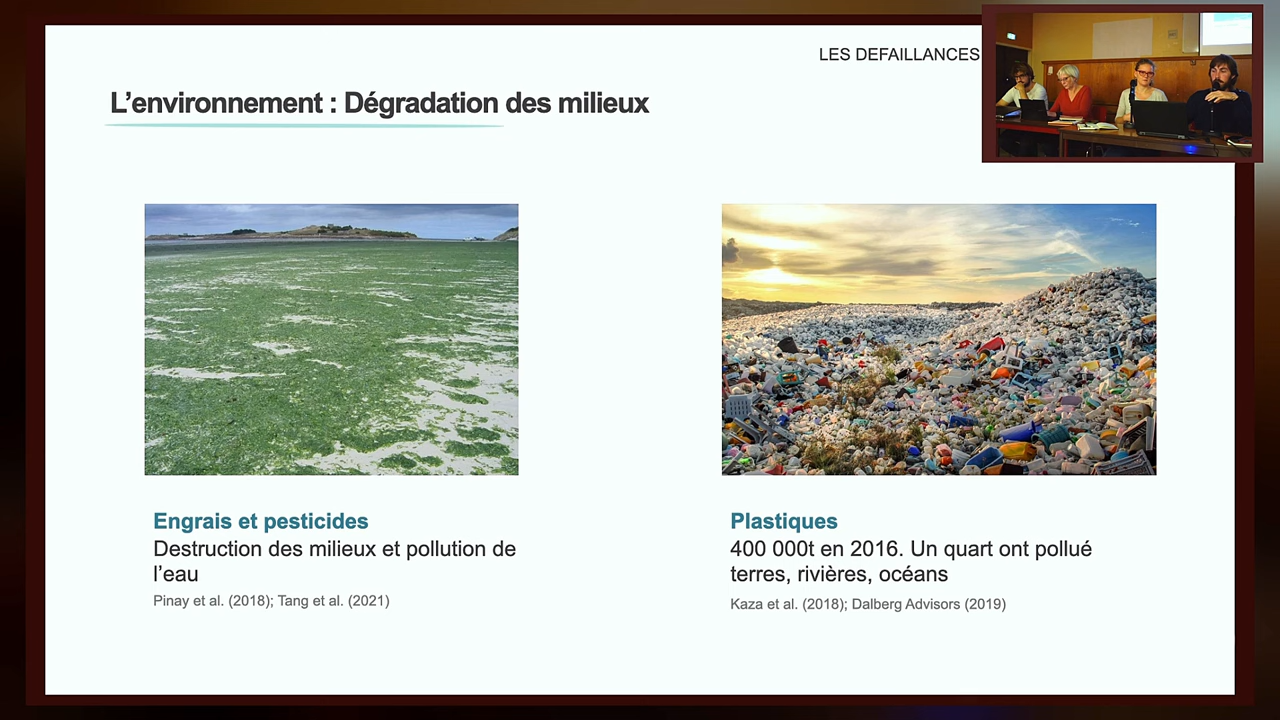 LES DEFAILLANCES
L’environnement : Dégradation des milieux
Engrais et pesticides
Destruction des milieux et pollution de
l’eau
Pinay et al. (2018); Tang et al. (2021)
Plastiques
400 000t en 2016. Un quart ont pollué
terres, rivières, océans
Kaza et al. (2018); Dalberg Advisors (2019)